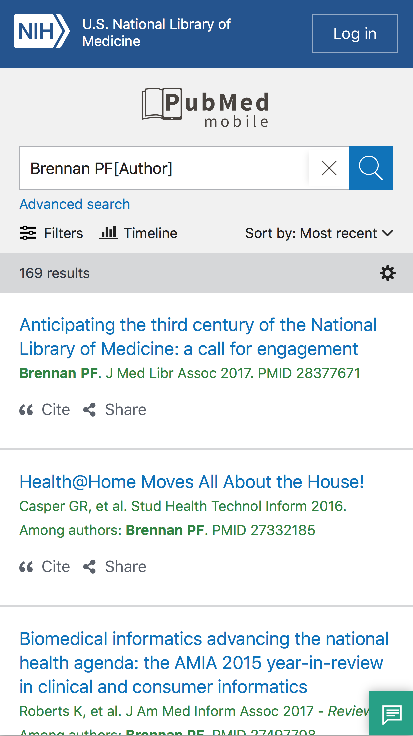 NIH
U.S. National Library of
Medicine
Log in
PubMed
mobile
Brennan PF[Author]
Advanced search
Filters Timeline Sort by: Most recent
169 results
Anticipating the third century of the National
Library of Medicine: a call for engagement
Brennan PF. J Med Libr Assoc 2017. PMID 28377671
Cite Share
Health@Home Moves All About the House!
Casper GR, et al. Stud Health Technol Inform 2016.
Among authors: Brennan PF. PMID 27332185
Cite Share
Biomedical informatics advancing the national
health agenda: the AMIA 2015 year-in-review
in clinical and consumer informatics
Roberts K, et al. J Am Med Inform Assoc 2017 - Review
Among authors: Brennan PF. PMID 27497798